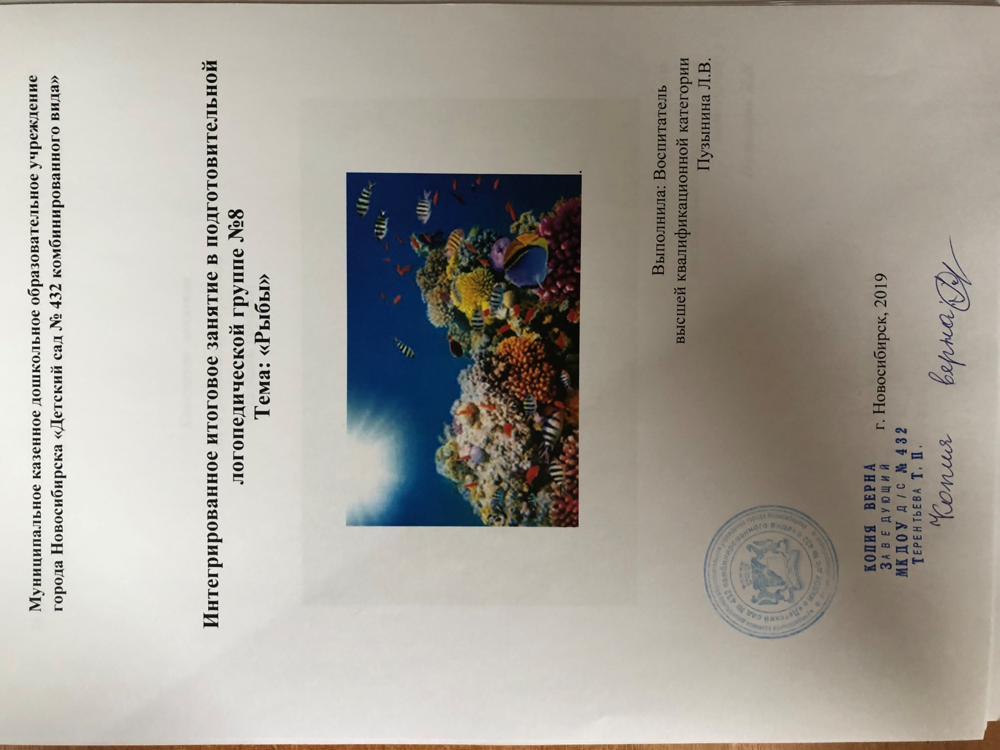 Муниципальное казенное дошкольное образовательное учреждение
города Новосибирска «Детский сад № 432 комбинированного вида»
Интегрированное итоговое занятие в подготовительной
логопедической группе №8
Тема: «Рыбы»
.
Выполнила: Воспитатель
высшей квалификационной категории
Пузынина Л.В.
г. Новосибирск, 2019
КОПИЯ ВЕРНА
ЗАВЕДУЮЩИЙ
МКДОУ Д/С № 432
ТЕРЕНТЬЕВА Т. П.
Копия верна
«Детский сад № 432 комбинированного вида»